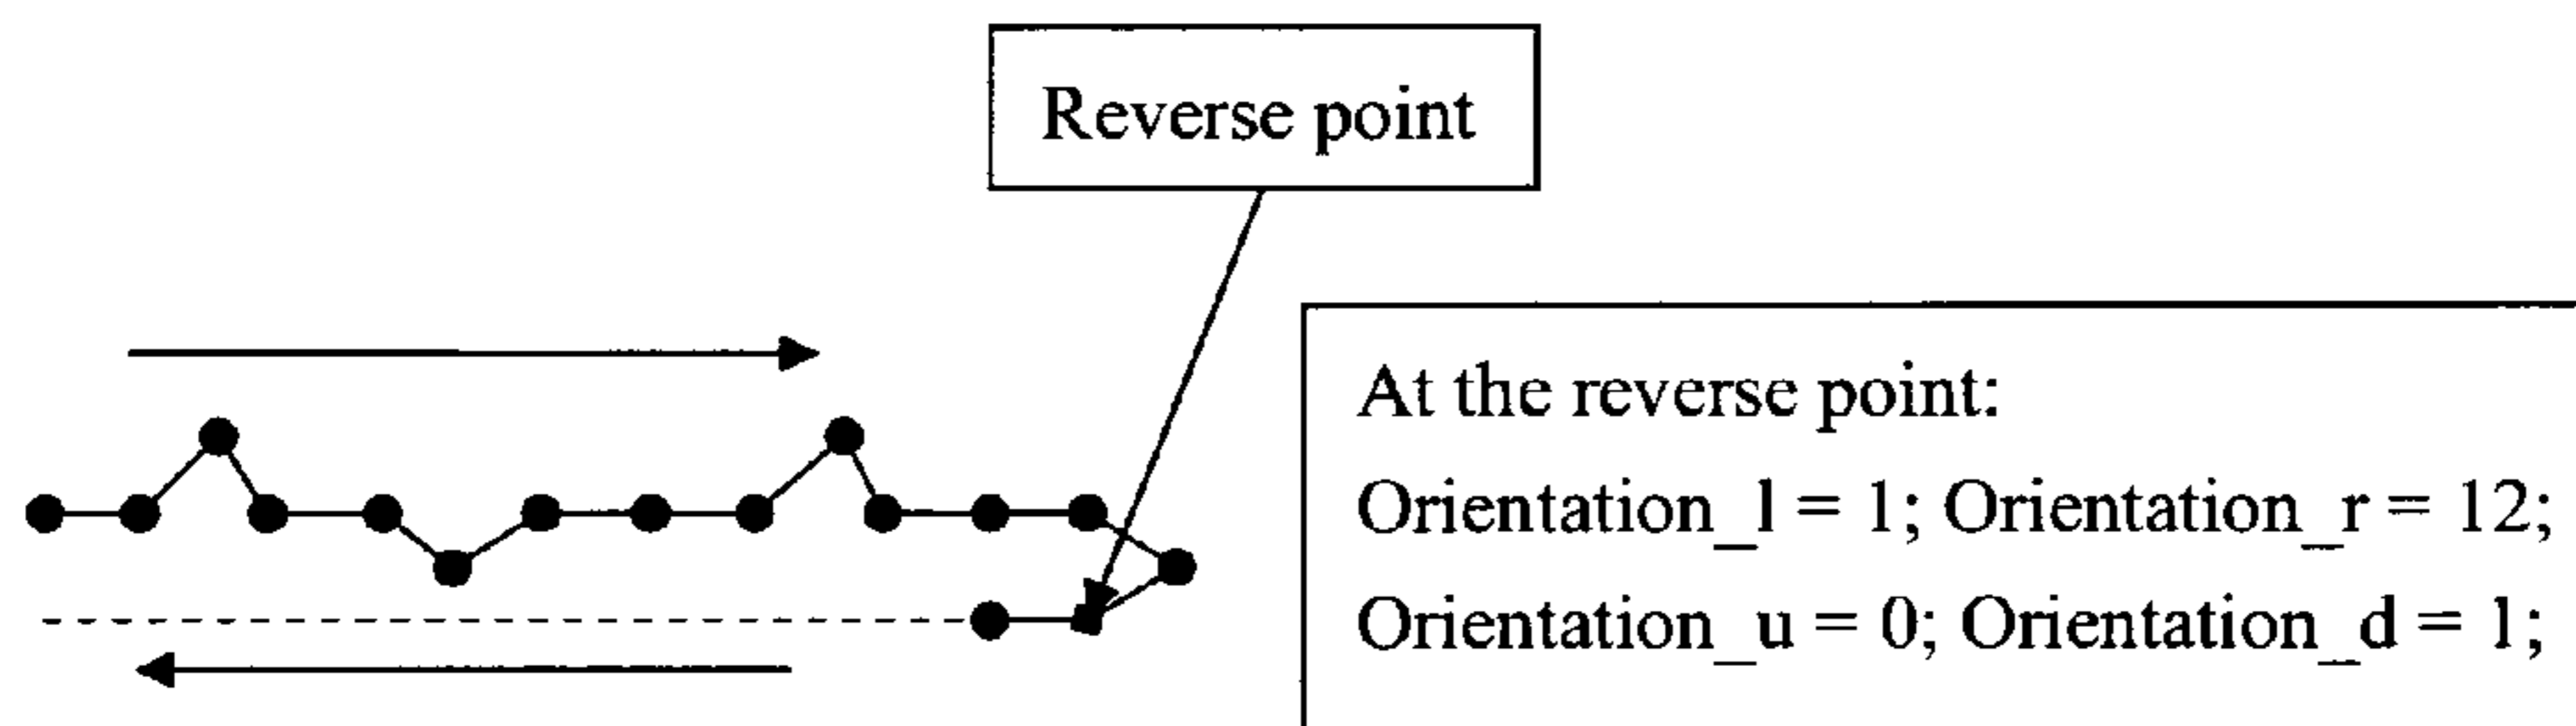 Reverse point
At the reverse point:
Orientation_l = 1; Orientation_r = 12;
Orientation_u = 0; Orientation_d = 1;